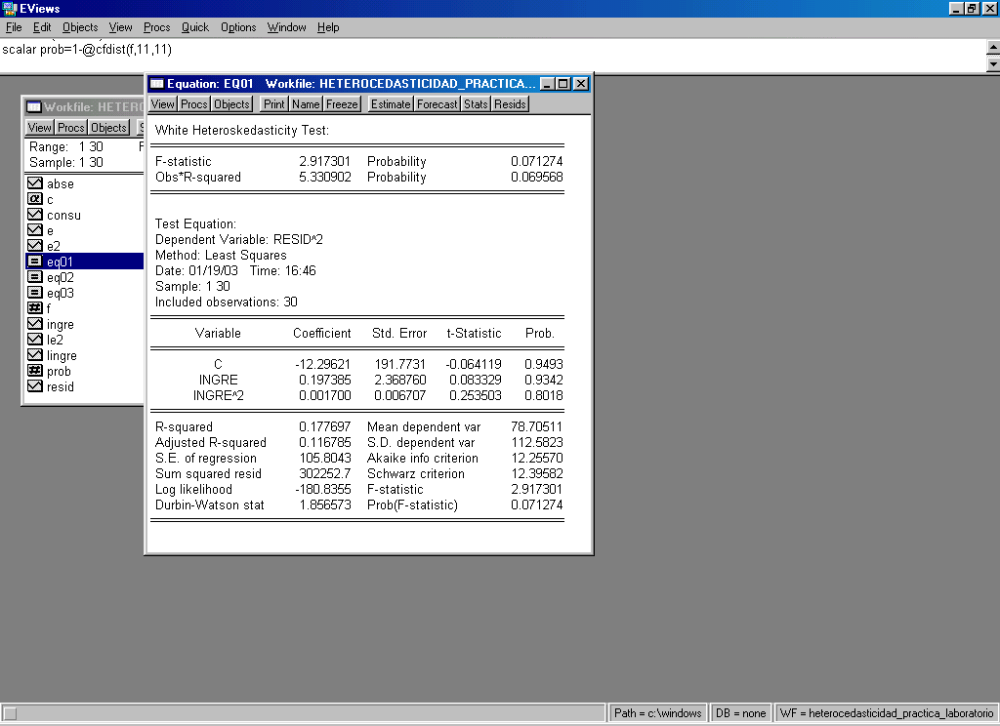 EViews
File Edit Objects View Procs Quick Options Window Help
scalar prob=1-@cfdist(f,11,11)
Workfile: HETERO
View Procs Objects
Range: 1 30
Sample: 1 30
abse
c
consu
e
e2
eq01
eq02
eq03
f
ingre
le2
lingre
prob
resid
Equation: EQ01 Workfile: HETEROCEDASTICIDAD_PRACTICA...
View Procs Objects Print Name Freeze Estimate Forecast Stats Resids
White Heteroskedasticity Test:
F-statistic 2.917301 Probability 0.071274
Obs*R-squared 5.330902 Probability 0.069568
Test Equation:
Dependent Variable: RESID^2
Method: Least Squares
Date: 01/19/03 Time: 16:46
Sample: 1 30
Included observations: 30
Variable Coefficient Std. Error t-Statistic Prob.
C -12.29621 191.7731 -0.064119 0.9493
INGRE 0.197385 2.368760 0.083329 0.9342
INGRE^2 0.001700 0.006707 0.253503 0.8018
R-squared 0.177697 Mean dependent var 78.70511
Adjusted R-squared 0.116785 S.D. dependent var 112.5823
S.E. of regression 105.8043 Akaike info criterion 12.25570
Sum squared resid 302252.7 Schwarz criterion 12.39582
Log likelihood -180.8355 F-statistic 2.917301
Durbin-Watson stat 1.856573 Prob(F-statistic) 0.071274
Path = c:\windows DB = none WF = heterocedasticidad_practica_laboratorio